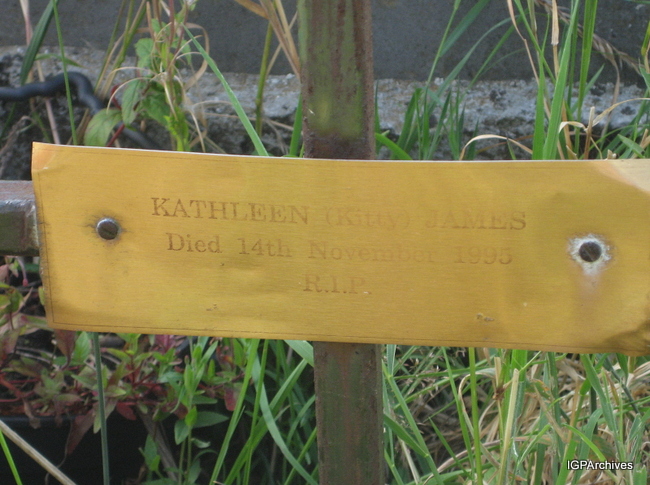 KATHLEEN (Kitty) JAMES
Died 14th November 1995
R.I.P.
IGPArchives